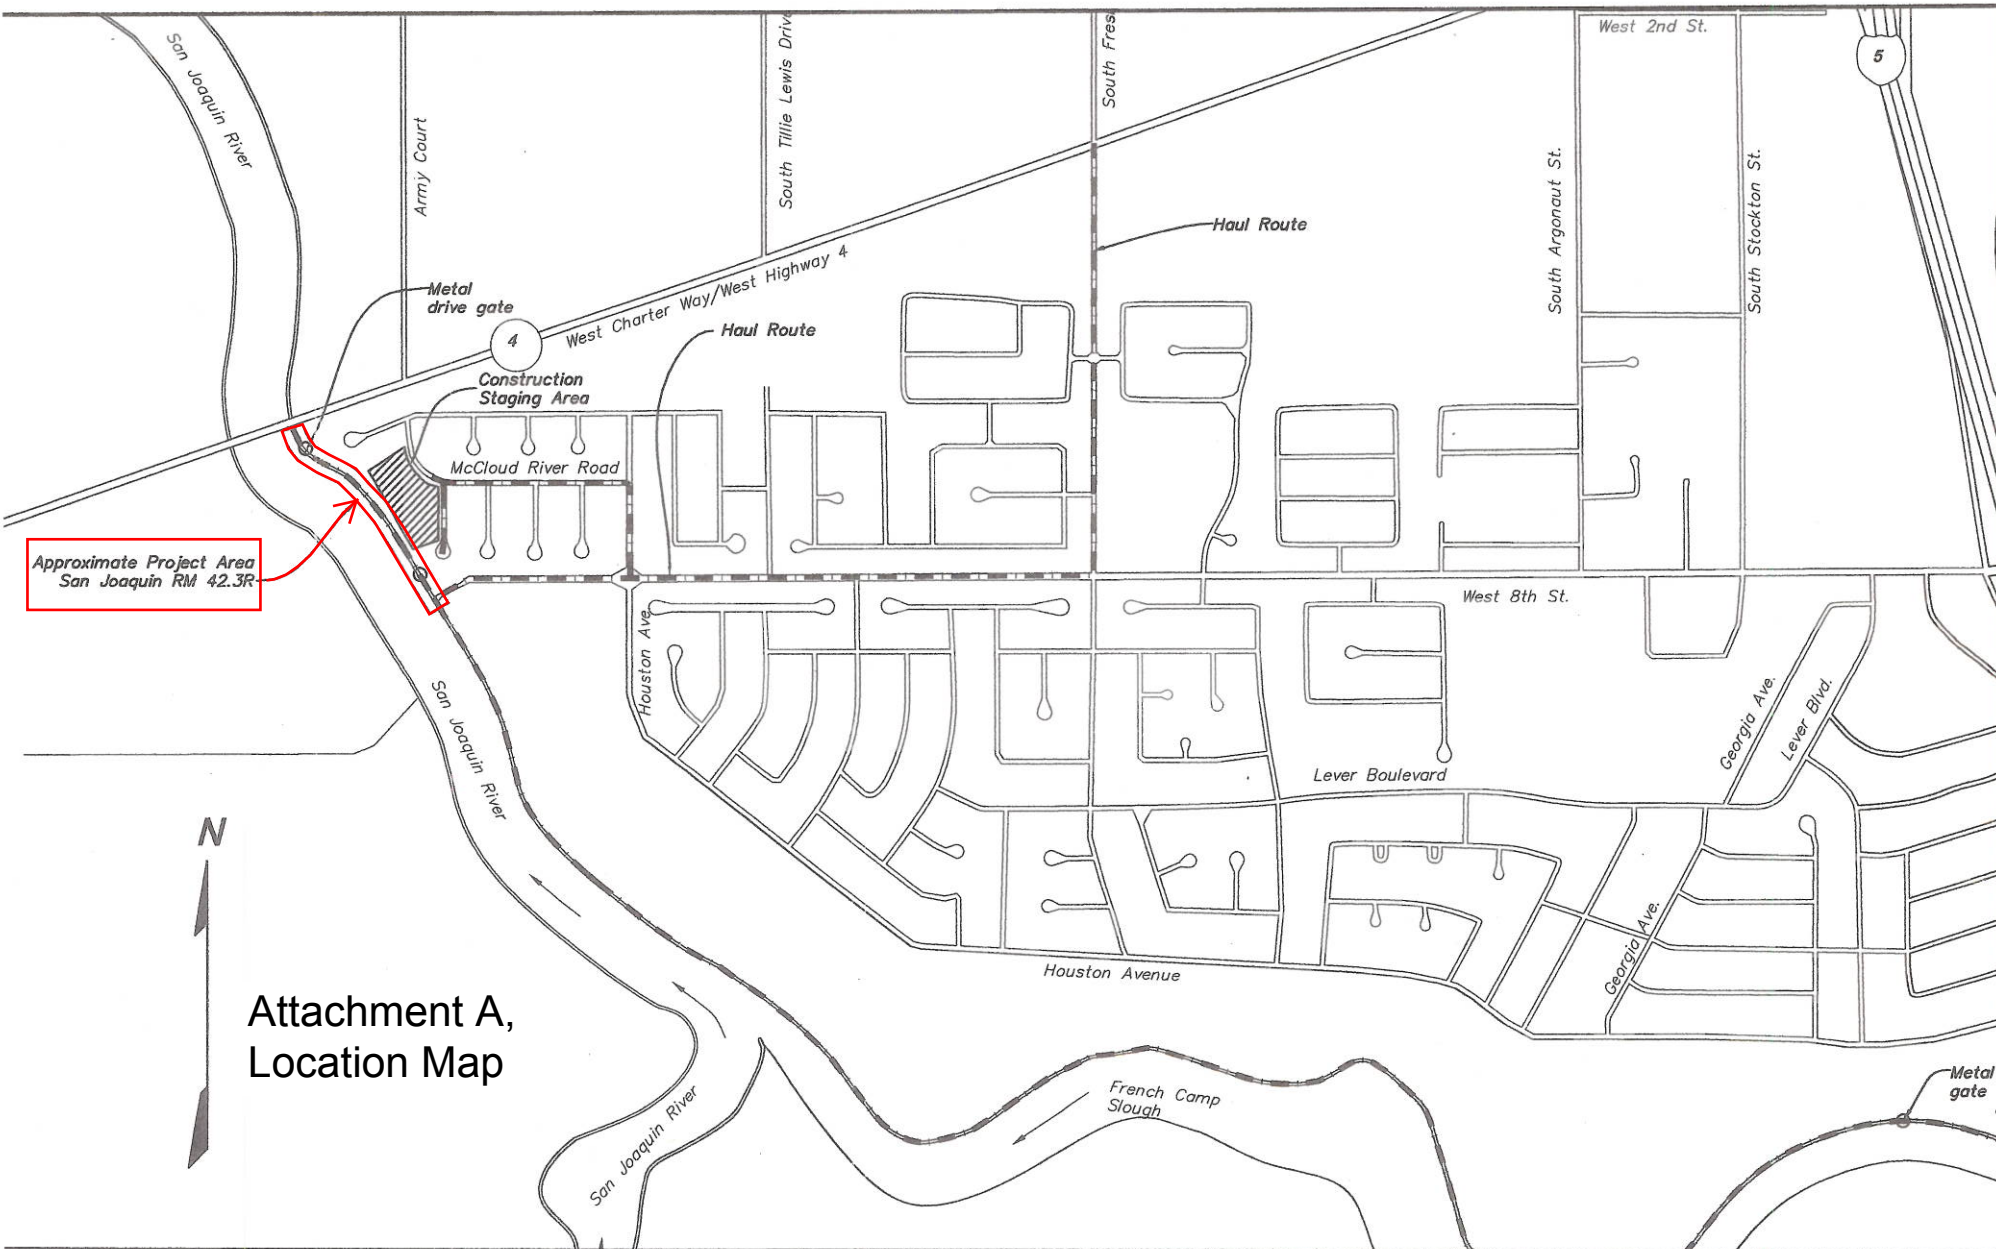 West 2nd St.
5
San Joaquin River
Army Court
South Tillie Lewis Drive
South Fres
South Argonaut St.
South Stockton St.
Haul Route
Metal
drive gate
4
West Charter Way/West Highway 4
Haul Route
Construction
Staging Area
McCloud River Road
Approximate Project Area
San Joaquin RM 42.3R
West 8th St.
Houston Ave.
San Joaquin River
Georgia Ave.
Lever Blvd.
Lever Boulevard
N
Georgia Ave.
Houston Avenue
Attachment A,
Location Map
French Camp
Slough
San Joaquin River
Metal
gate